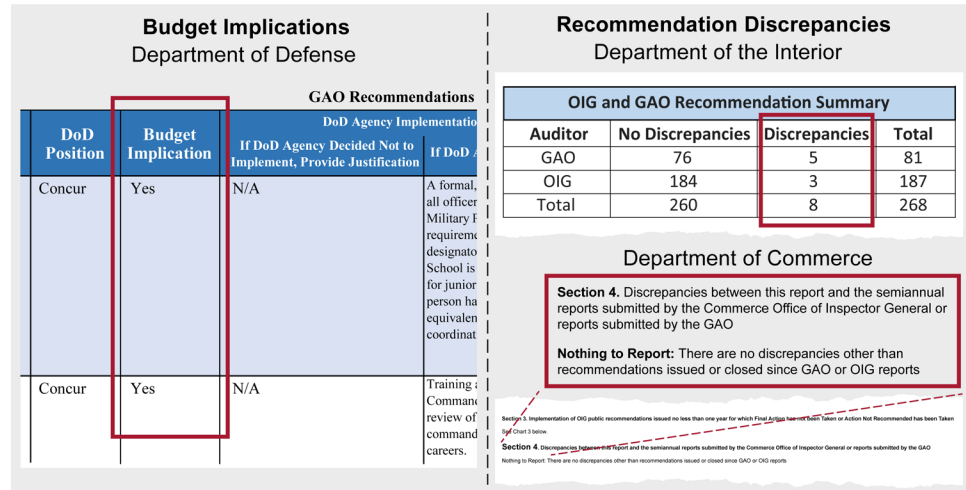 Budget Implications
Department of Defense
GAO Recommendations
DoD Agency Implementatio
DoD
Position
Budget
Implication
If DoD Agency Decided Not to
Implement, Provide Justification
If DoD A
Concur
Yes
N/A
A formal,
all officer
Military P
requireme
designato
School is
for junior
person ha
equivalen
coordinat
Concur
Yes
N/A
Training a
Comman
review of
command
careers.
Recommendation Discrepancies
Department of the Interior
OIG and GAO Recommendation Summary
Auditor No Discrepancies Discrepancies Total
GAO 76 5 81
OIG 184 3 187
Total 260 8 268
Department of Commerce
Section 4. Discrepancies between this report and the semiannual
reports submitted by the Commerce Office of Inspector General or
reports submitted by the GAO
Nothing to Report: There are no discrepancies other than
recommendations issued or closed since GAO or OIG reports
Section 3. Implementation of OIG public recommendations issued no less than one year for which Final Action has not been Taken or Action Not Recommended has been Taken
See Chart 3 below
Section 4. Discrepancies between this report and the semiannual reports submitted by the Commerce Office of Inspector General or reports submitted by the GAO
Nothing to Report: There are no discrepancies other than recommendations issued or closed since GAO or OIG reports